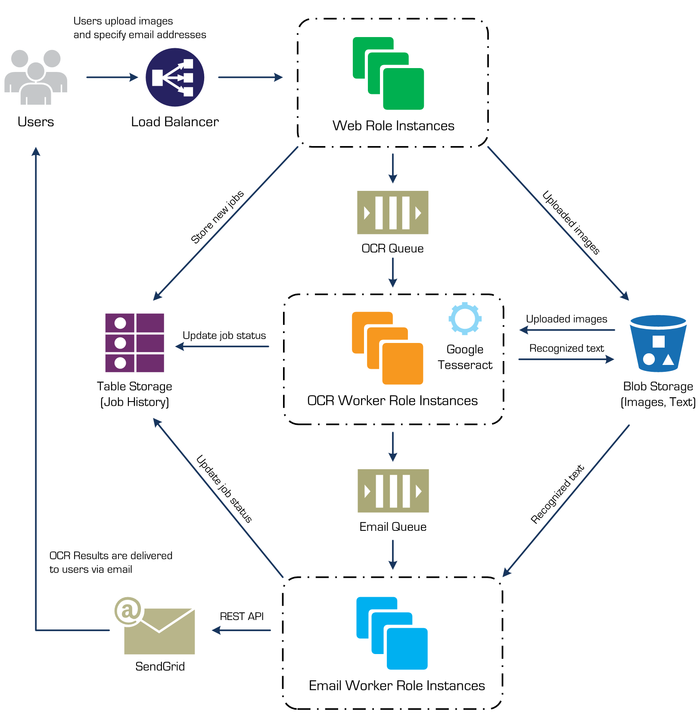 Users upload images
and specify email addresses
Users
Load Balancer
Web Role Instances
Store new jobs
Uploaded images
OCR Queue
Update job status
Uploaded images
Recognized text
Google
Tesseract
Table Storage
(Job History)
OCR Worker Role Instances
Blob Storage
(Images, Text)
Update job status
Recognized text
Email Queue
OCR Results are delivered
to users via email
REST API
@
SendGrid
Email Worker Role Instances